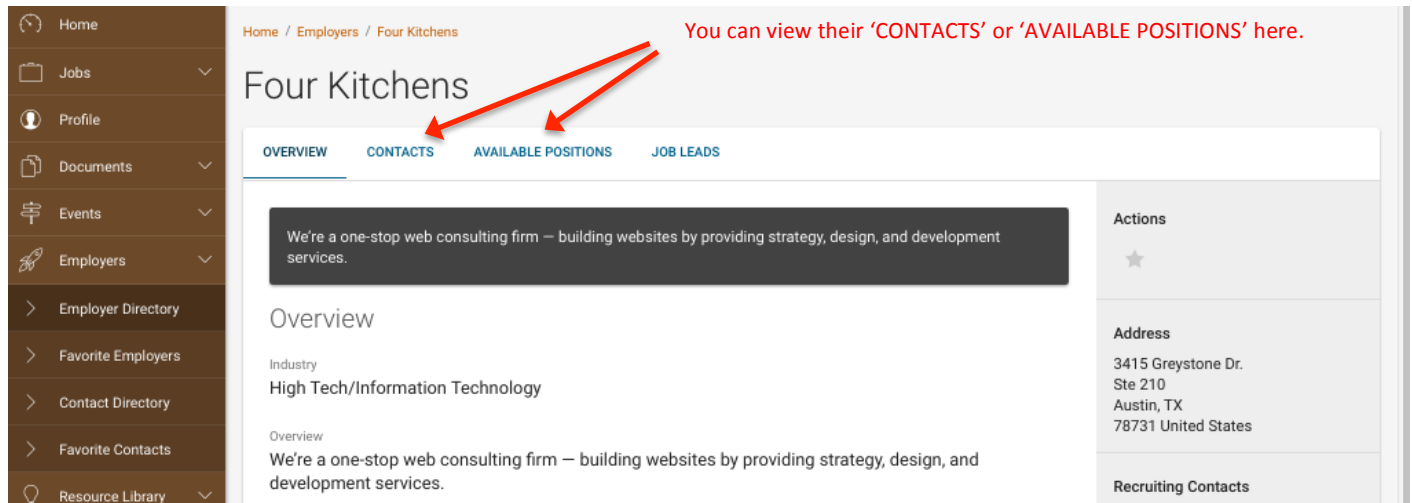 Home
Jobs
Profile
Documents
Events
Employers
Employer Directory
Favorite Employers
Contact Directory
Favorite Contacts
Resource Library
Home / Employers / Four Kitchens
You can view their ‘CONTACTS’ or ‘AVAILABLE POSITIONS’ here.
Four Kitchens
OVERVIEW CONTACTS AVAILABLE POSITIONS JOB LEADS
We're a one-stop web consulting firm — building websites by providing strategy, design, and development
services.
Overview
Industry
High Tech/Information Technology
Overview
We're a one-stop web consulting firm — building websites by providing strategy, design, and
development services.
Actions
Address
3415 Greystone Dr.
Ste 210
Austin, TX
78731 United States
Recruiting Contacts